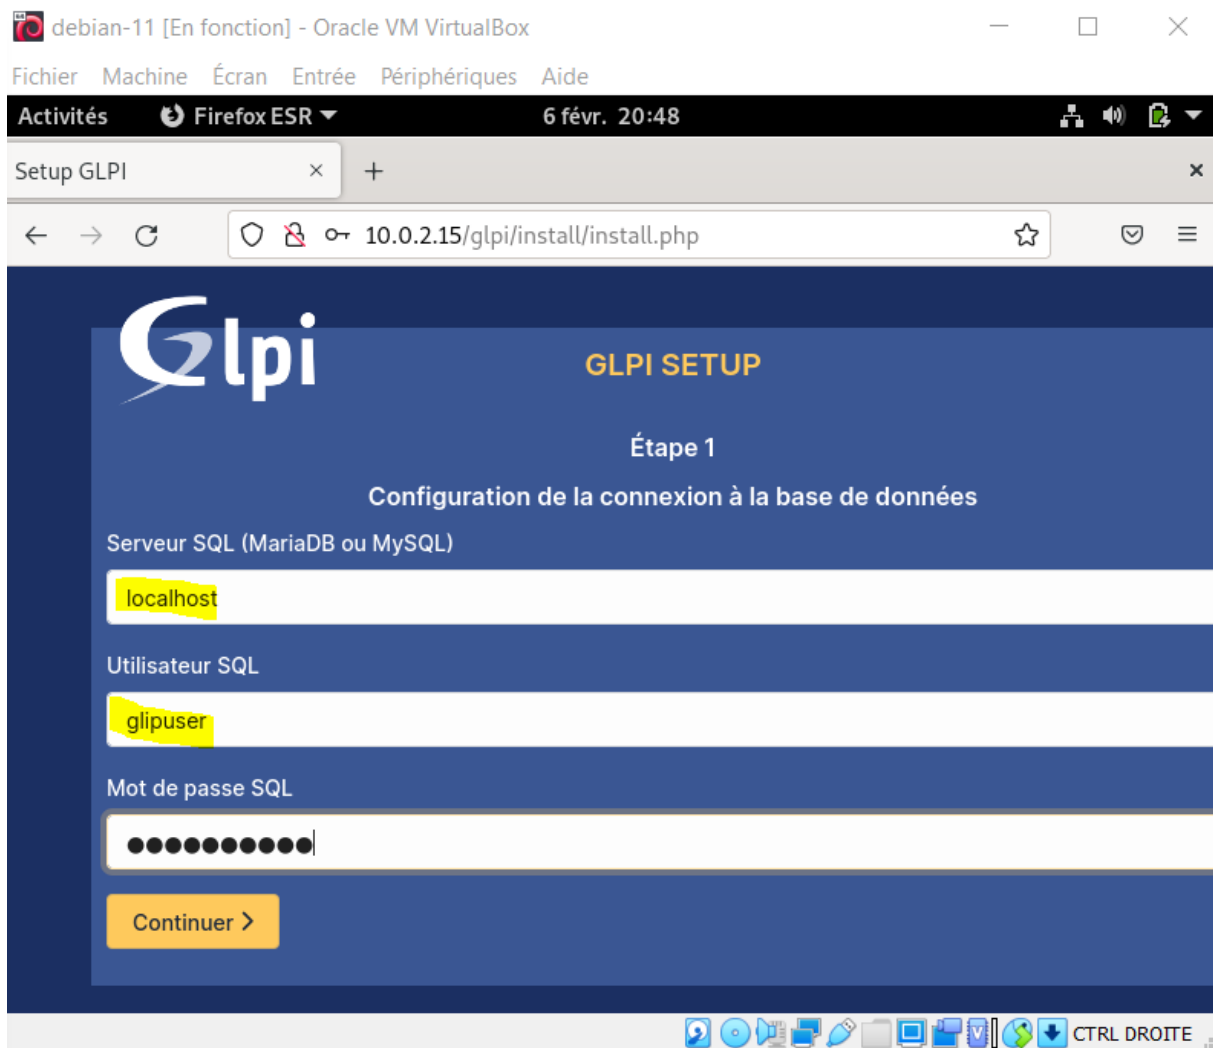 debian-11 [En fonction] - Oracle VM VirtualBox
Fichier Machine Écran Entrée Périphériques Aide
Activités Firefox ESR 6 févr. 20:48
Setup GLPI
10.0.2.15/glpi/install/install.php
Glpi
GLPI SETUP
Étape 1
Configuration de la connexion à la base de données
Serveur SQL (MariaDB ou MySQL)
localhost
Utilisateur SQL
glipuser
Mot de passe SQL
●●●●●●●●●●
Continuer
CTRL DROITE